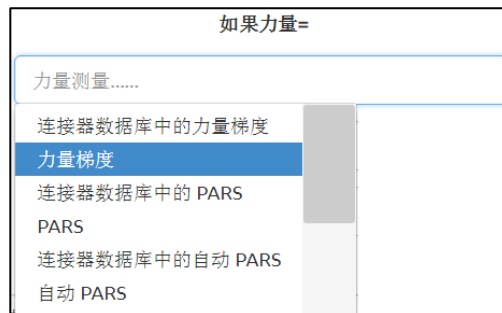 如果力量=
力量测量......
连接器数据库中的力量梯度
力量梯度
连接器数据库中的 PARS
PARS
连接器数据库中的自动 PARS
自动 PARS